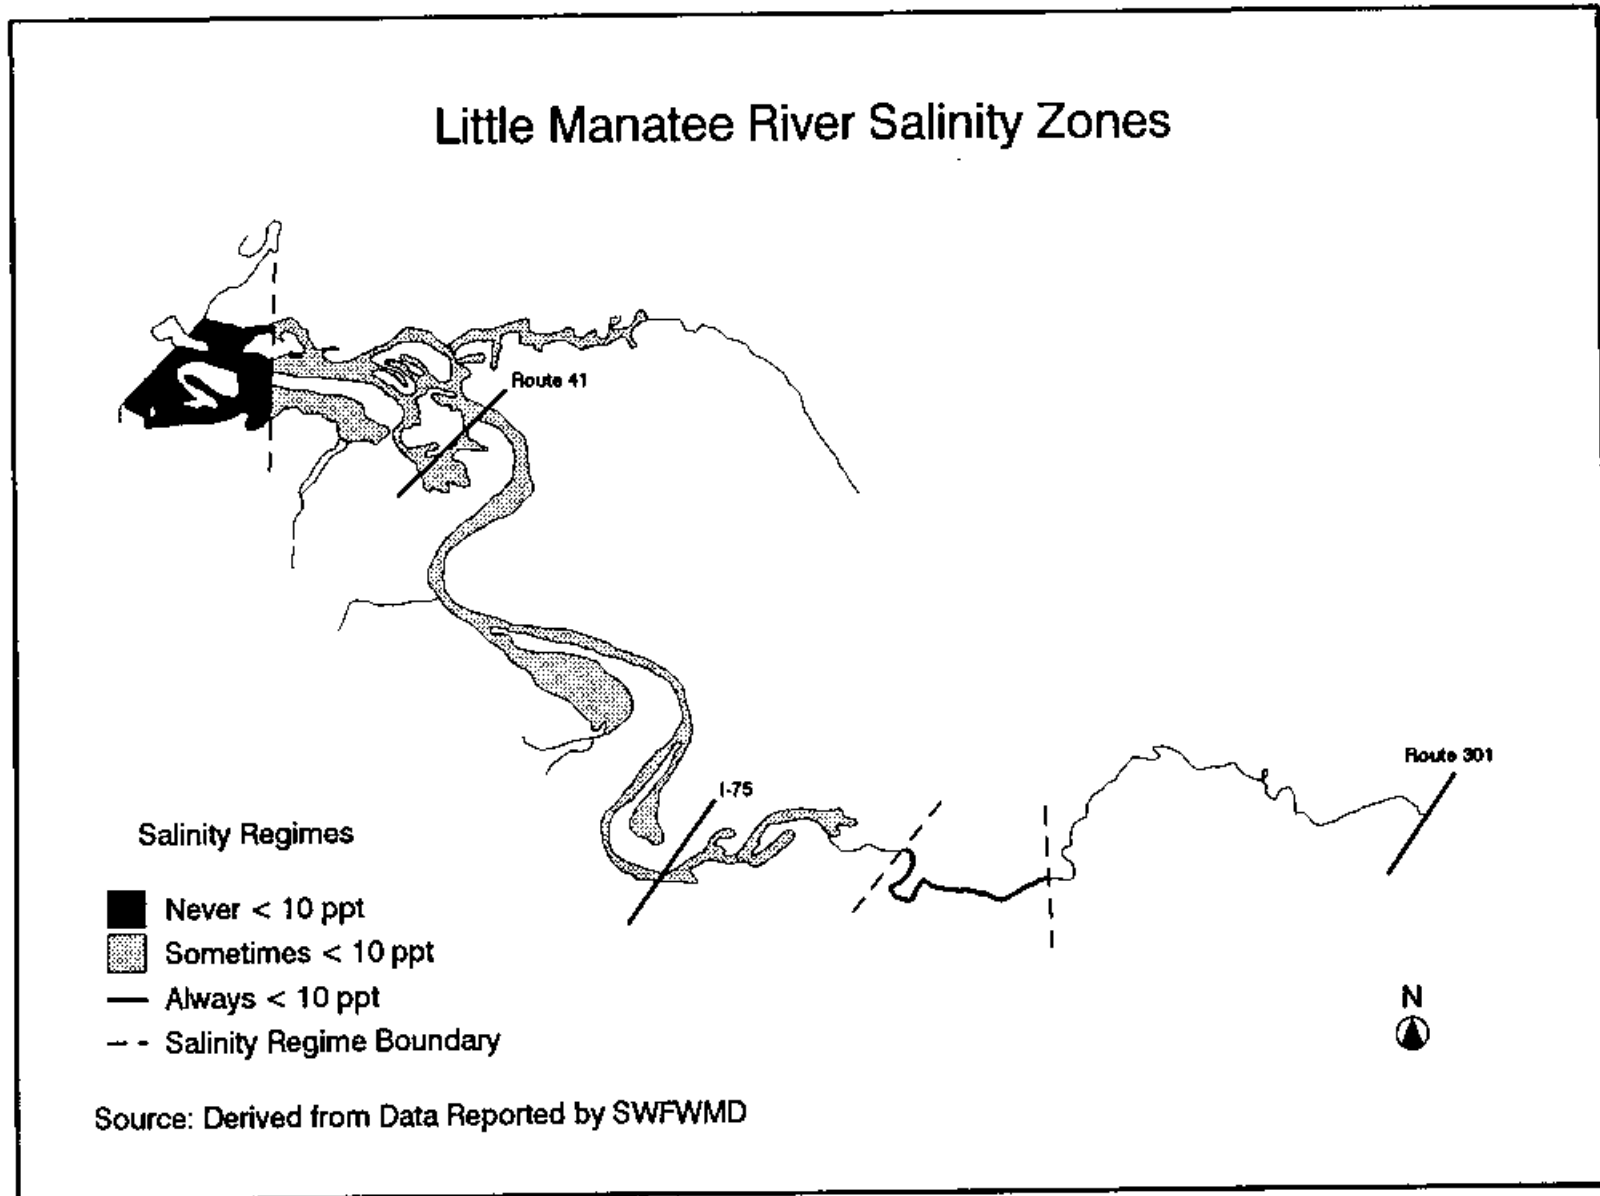 Little Manatee River Salinity Zones
Route 41
Route 301
I-75
Salinity Regimes
Never < 10 ppt
Sometimes < 10 ppt
Always < 10 ppt
Salinity Regime Boundary
N
Source: Derived from Data Reported by SWFWMD